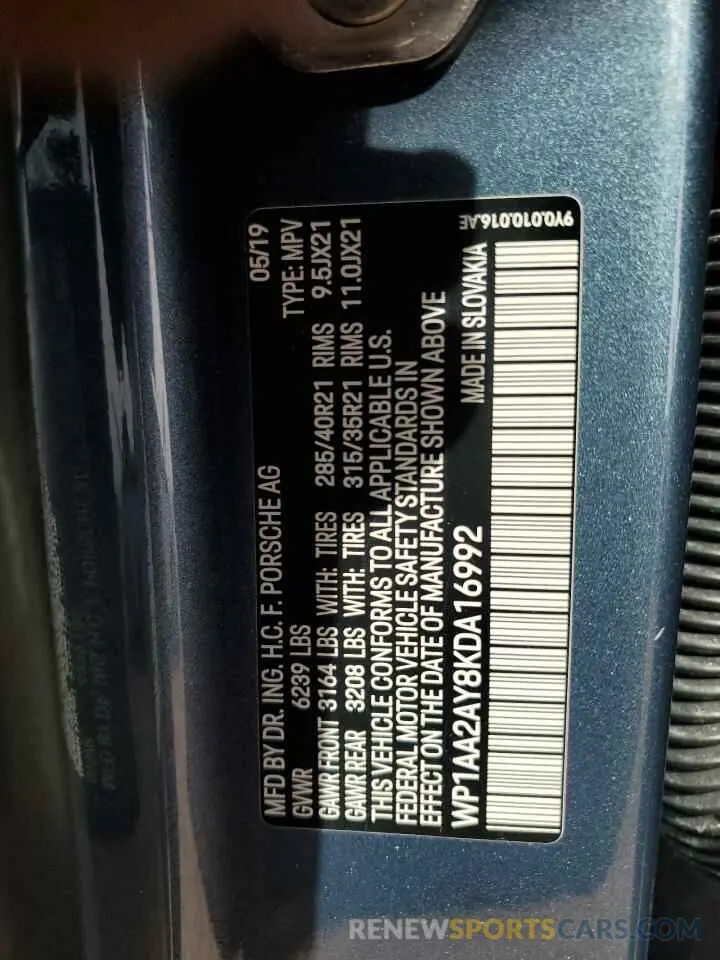 MFD BY DR. ING. H.C. F. PORSCHE AG 05/19
GVWR 6239 LBS TYPE: MPV
GAWR FRONT 3164 LBS WITH: TIRES 285/40R21 RIMS 9.5JX21
GAWR REAR 3208 LBS WITH: TIRES 315/35R21 RIMS 11.0JX21
THIS VEHICLE CONFORMS TO ALL APPLICABLE U.S.
FEDERAL MOTOR VEHICLE SAFETY STANDARDS IN
EFFECT ON THE DATE OF MANUFACTURE SHOWN ABOVE
WP1AA2AY8KDA16992 MADE IN SLOVAKIA
9Y0.010.016.AE
RENEWSPORTSCARS.COM